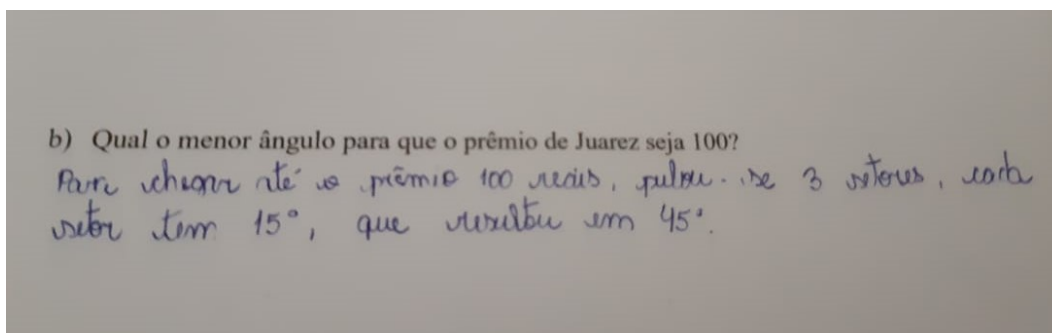 b) Qual o menor ângulo para que o prêmio de Juarez seja 100?
Para chegar até o prêmio 100 reais, pulou-se 3 setores, cada
setor tem 15°, que resultou em 45°.